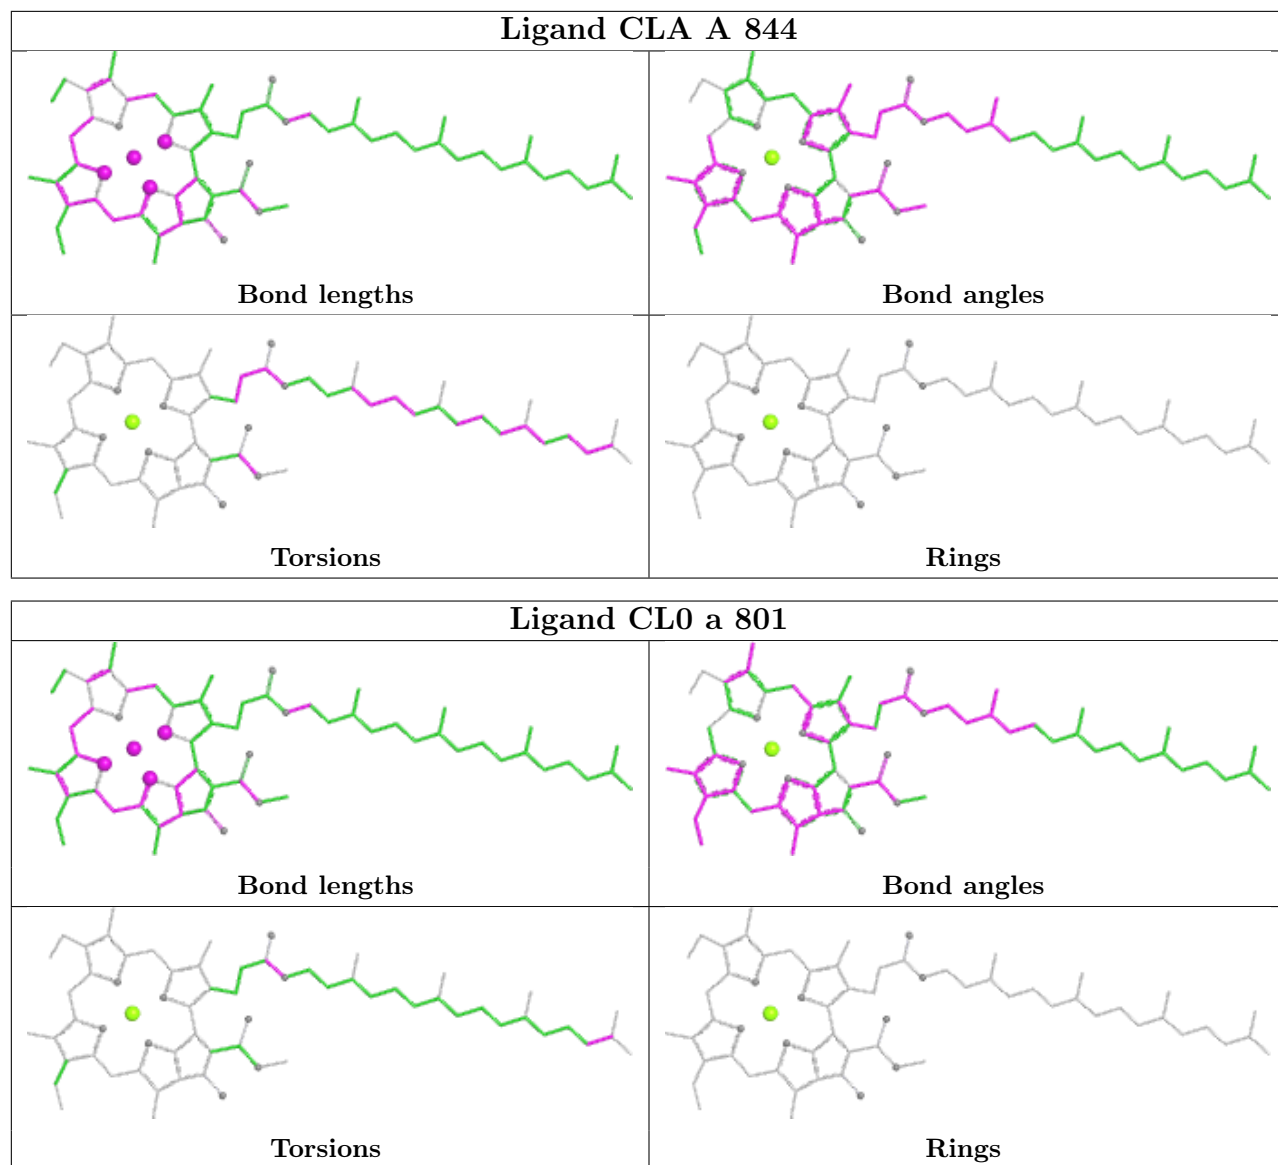 Ligand CLA A 844
Bond lengths
Bond angles
Torsions
Rings
Ligand CL0 a 801
Bond lengths
Bond angles
Torsions
Rings